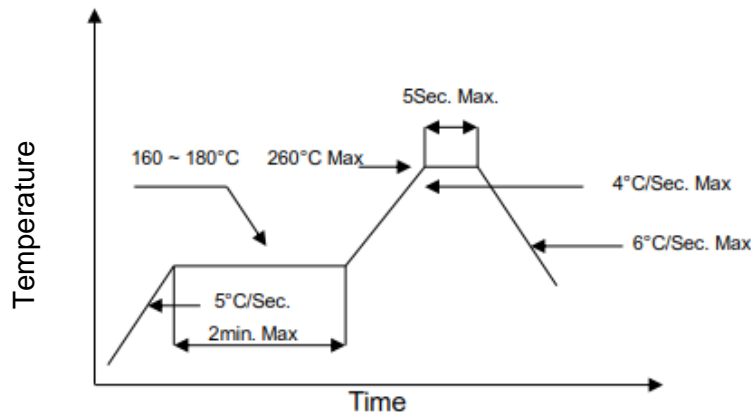 5Sec. Max.
160 ~ 180°C
260°C Max
4°C/Sec. Max
6°C/Sec. Max
5°C/Sec.
2min. Max
Temperature
Time